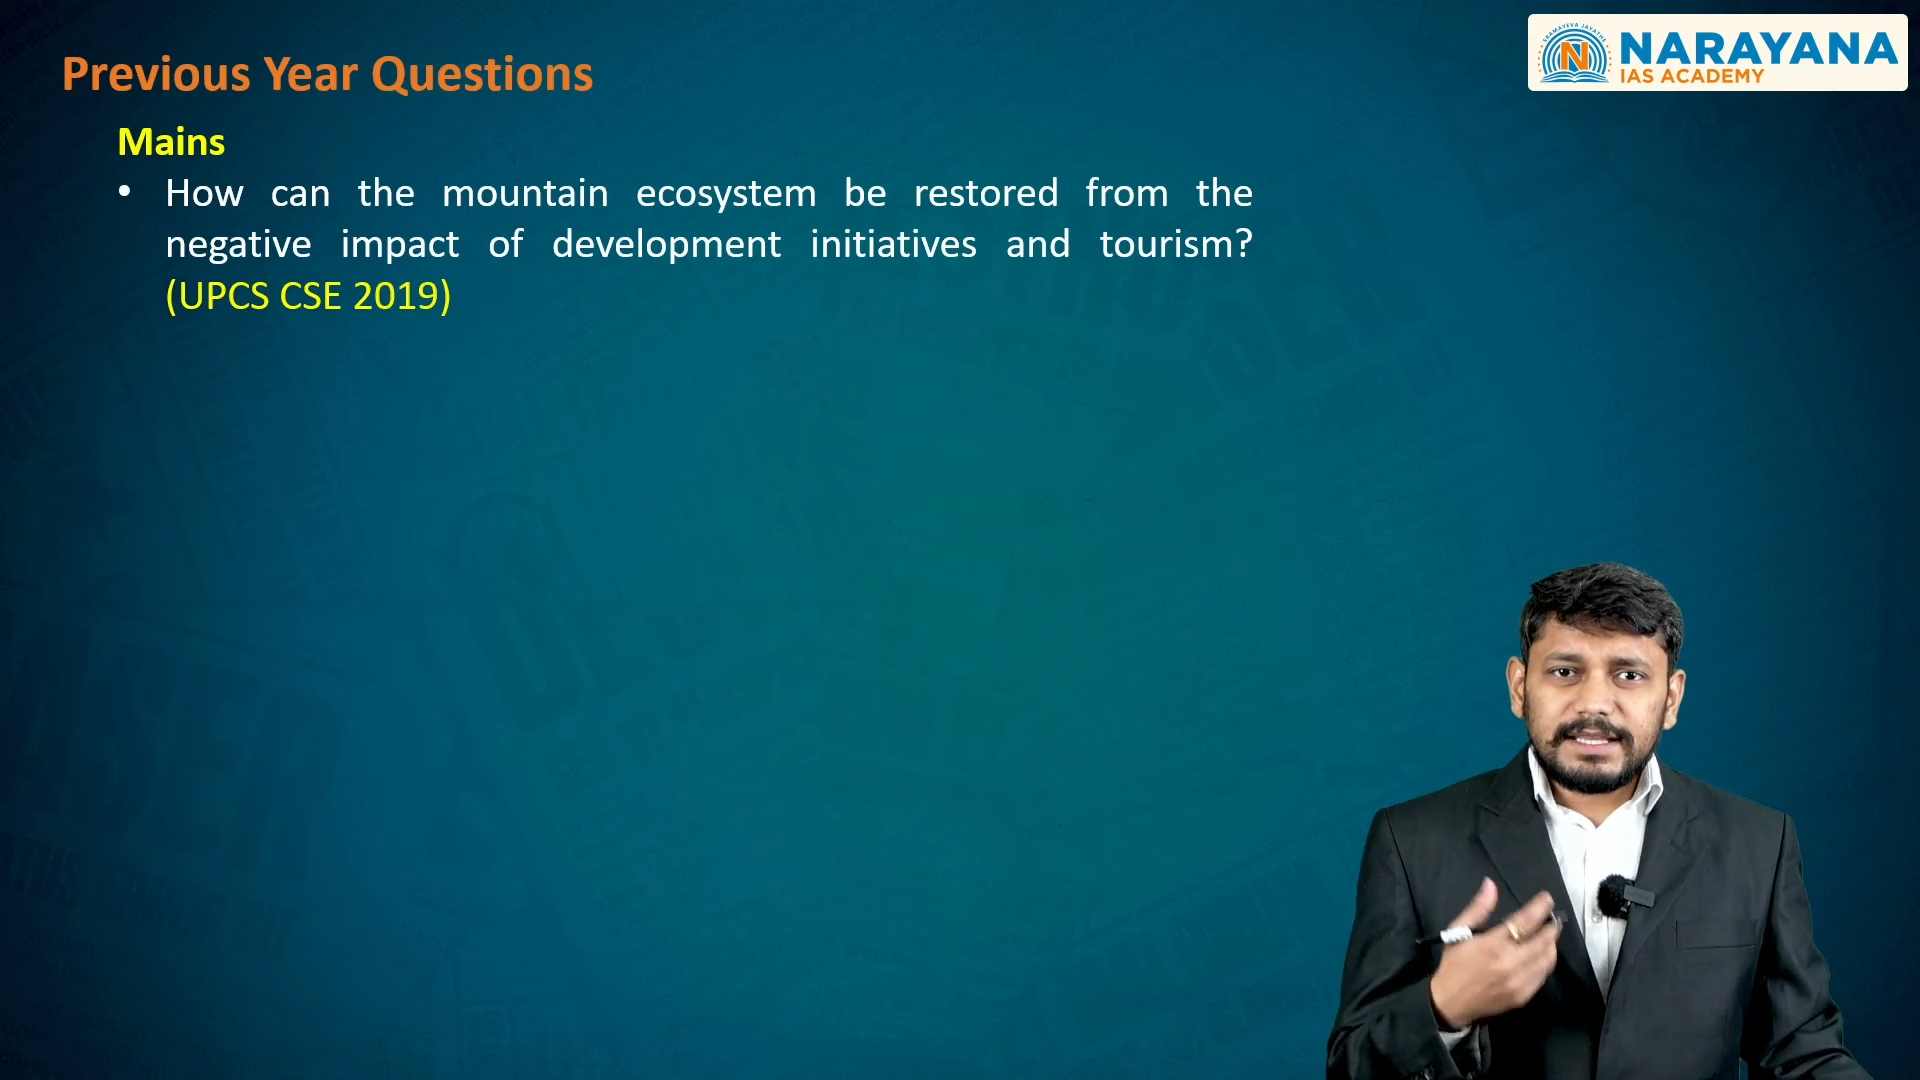 Previous Year Questions
NARAYANA
IAS ACADEMY
N
Mains
• How can the mountain ecosystem be restored from the
negative impact of development initiatives and tourism?
(UPCS CSE 2019)